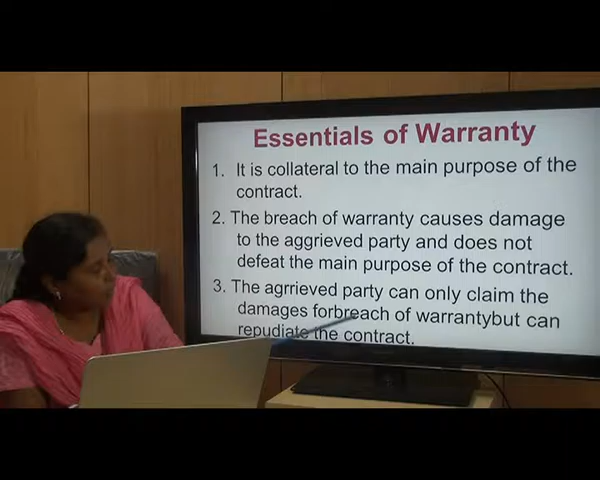 Essentials of Warranty
1. It is collateral to the main purpose of the
contract.
2. The breach of warranty causes damage
to the aggrieved party and does not
defeat the main purpose of the contract.
3. The agrrieved party can only claim the
damages forbreach of warrantybut can
repudiate the contract.